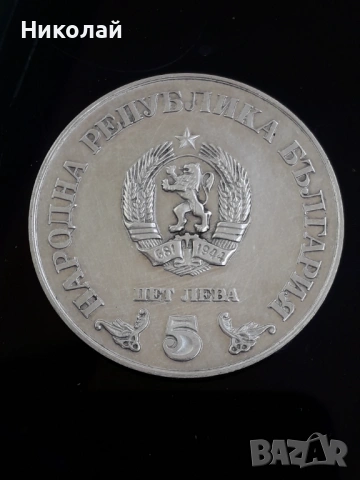 Николай
НАРОДНА РЕПУБЛИКА БЪЛГАРИЯ
681 1944
ПЕТ ЛЕВА
5
BAZAR